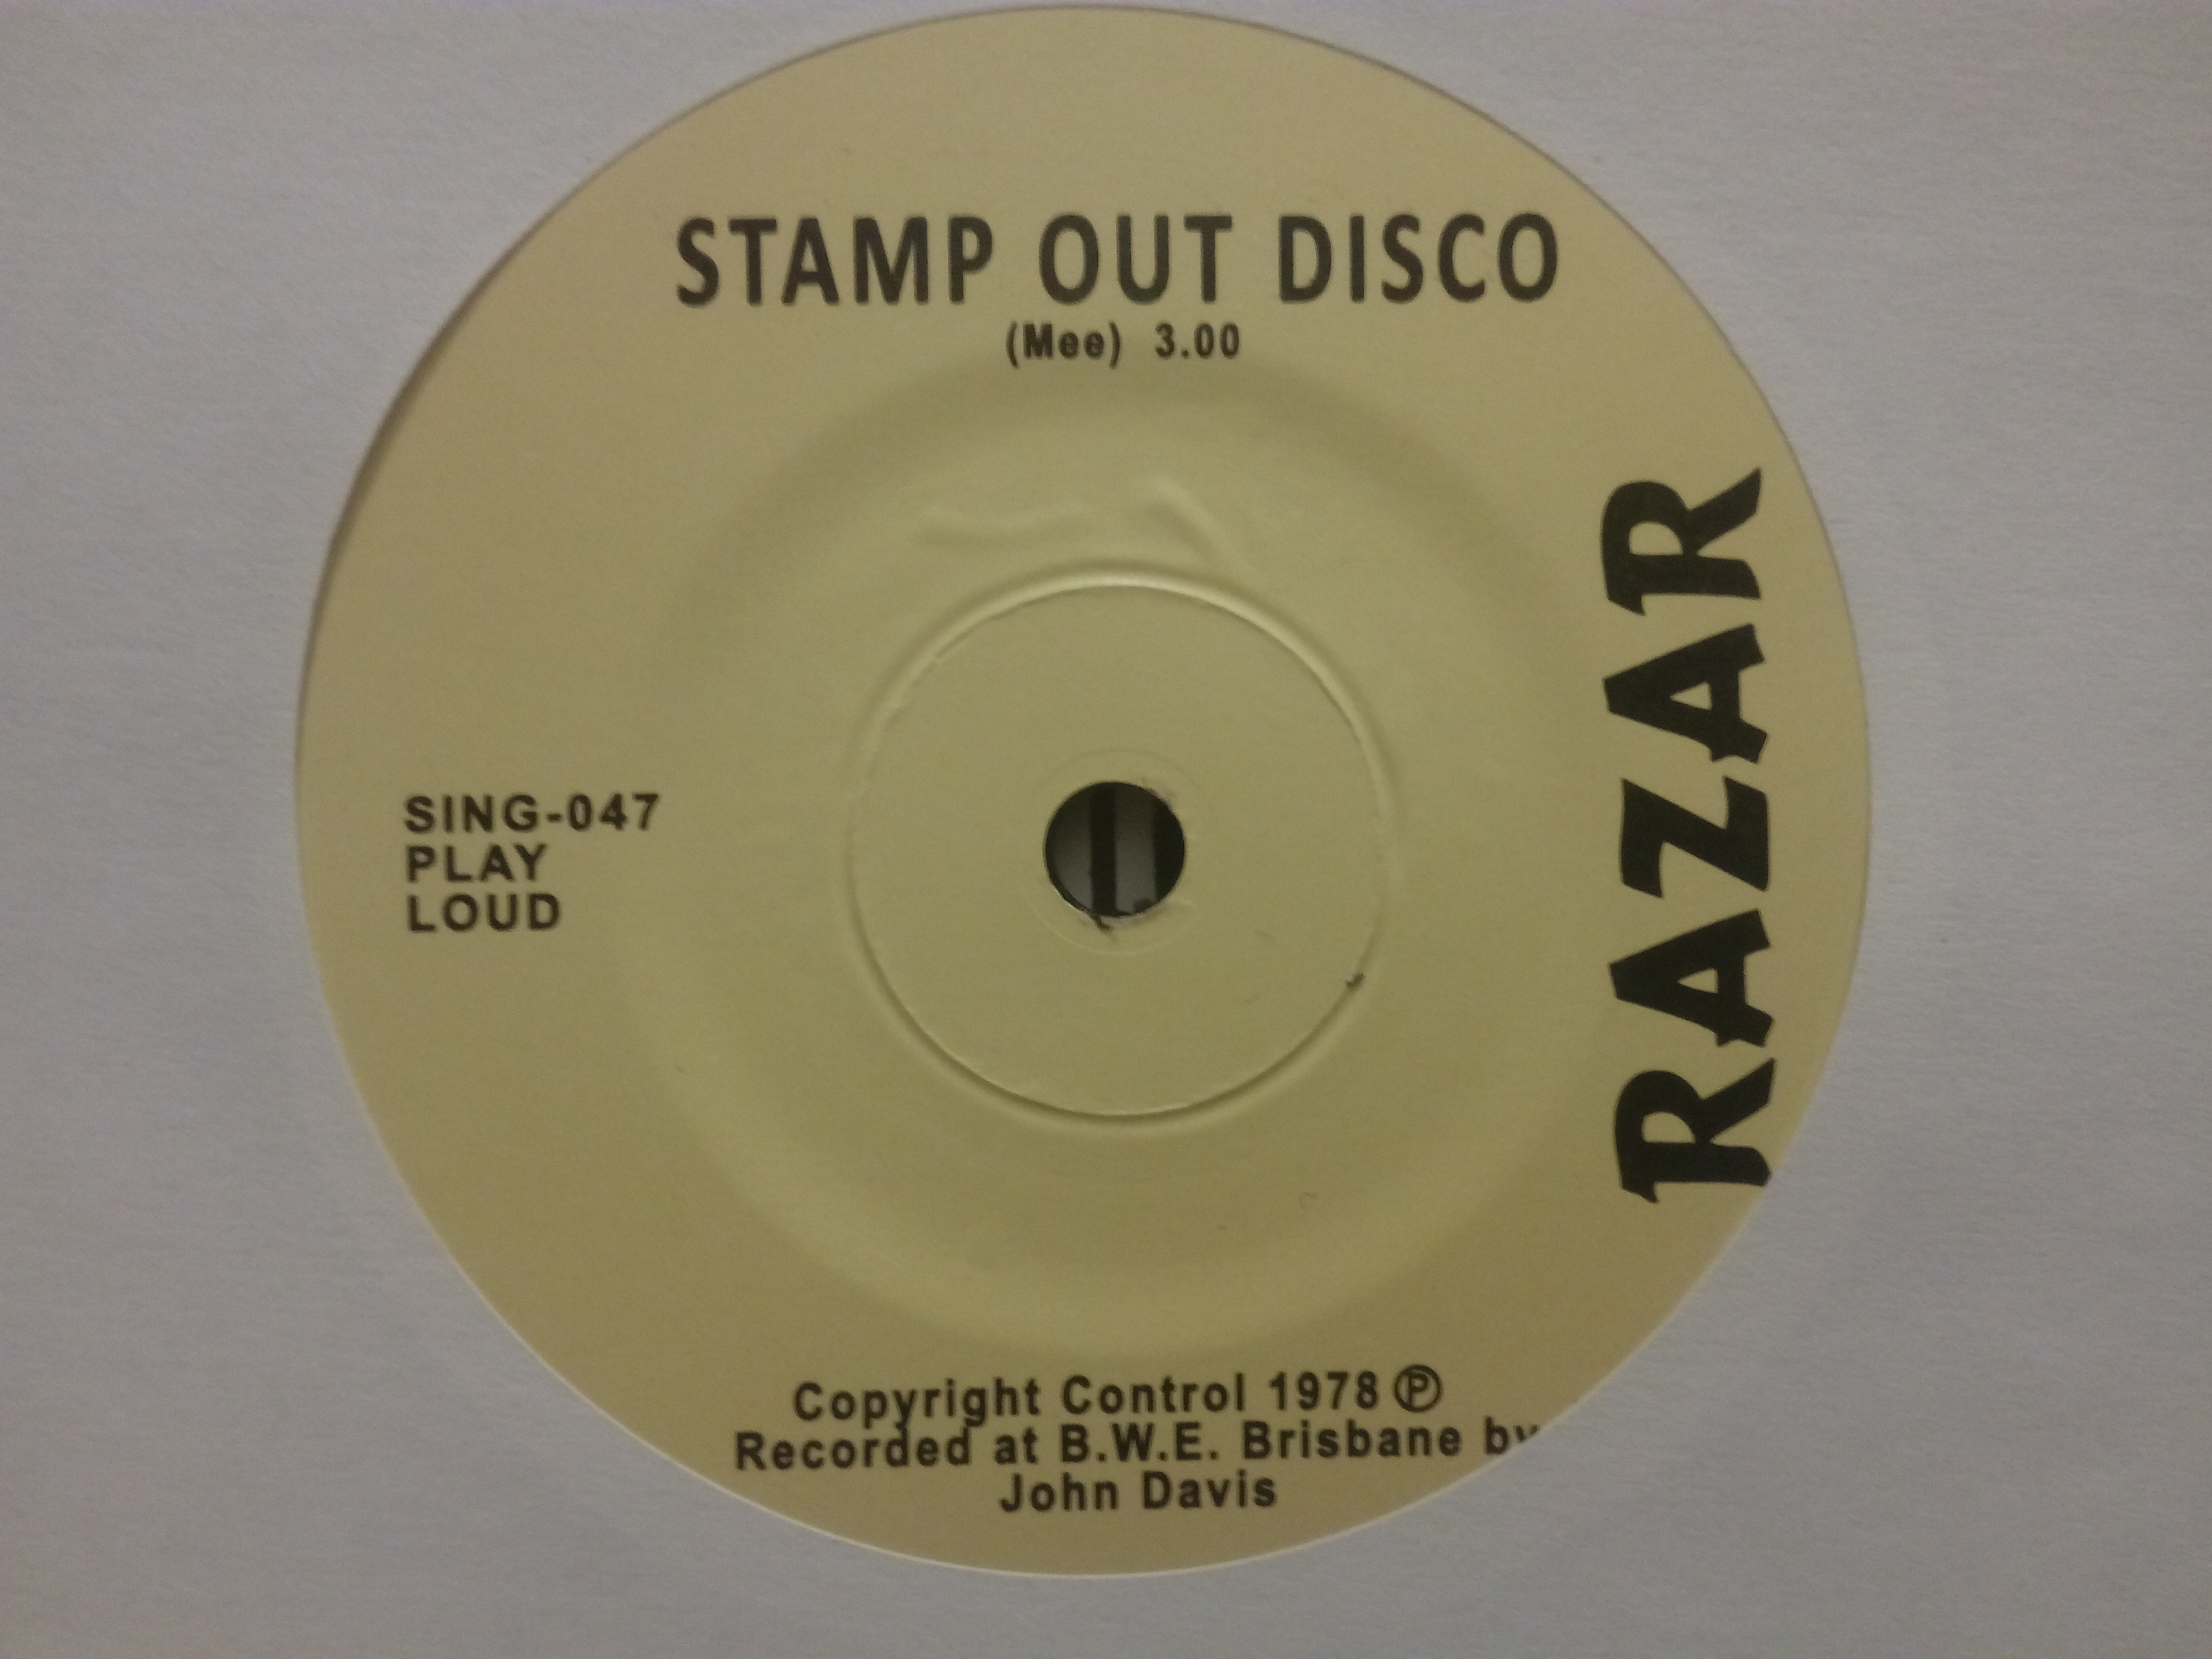 STAMP OUT DISCO
(Mee) 3.00
RAZAR
SING-047
PLAY
LOUD
Copyright Control 1978 ℗
Recorded at B.W.E. Brisbane by
John Davis